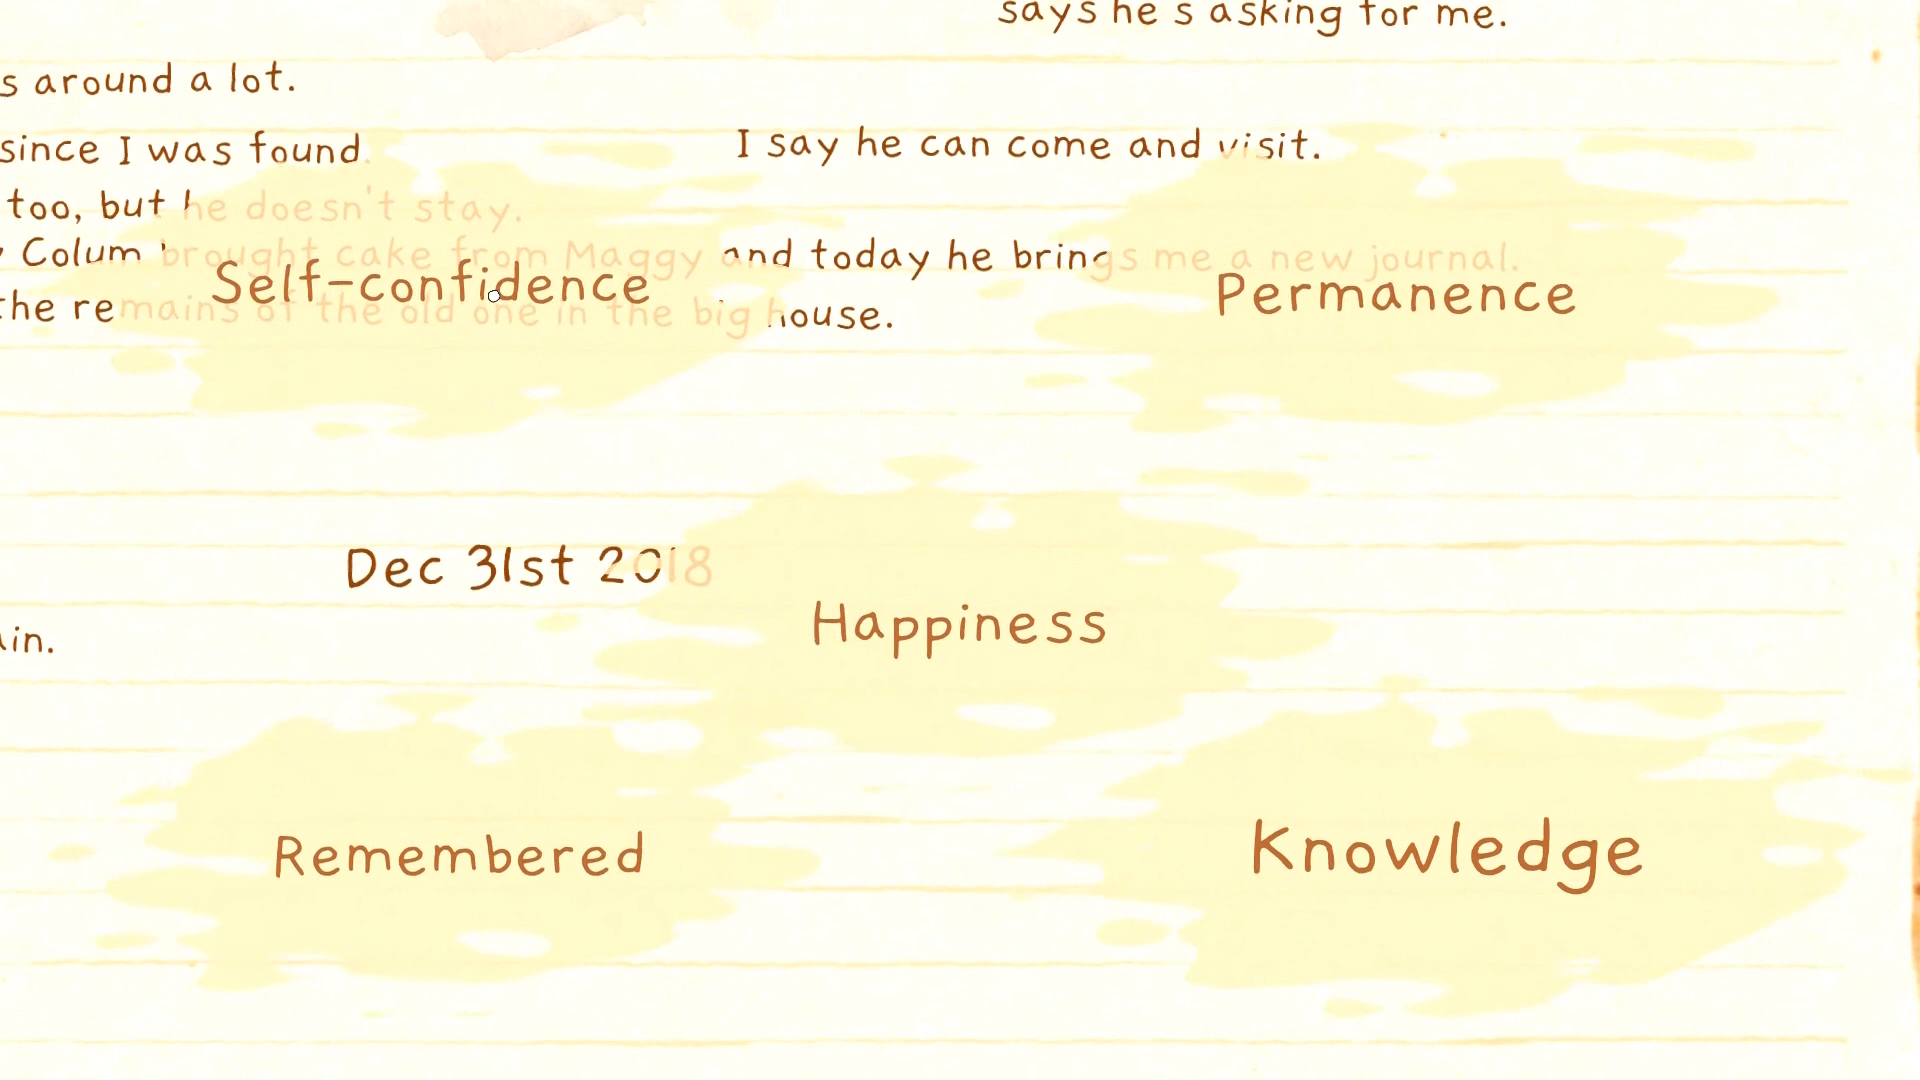 says he s asking for me.
s around a lot.
since I was found.
I say he can come and visit.
too, but he doesn't stay.
Colum brought cake from Maggy and today he brings me a new journal.
Self-confidence
Permanence
the remains of the old one in the big house.
Dec 31st 2018
Happiness
in.
Remembered
Knowledge